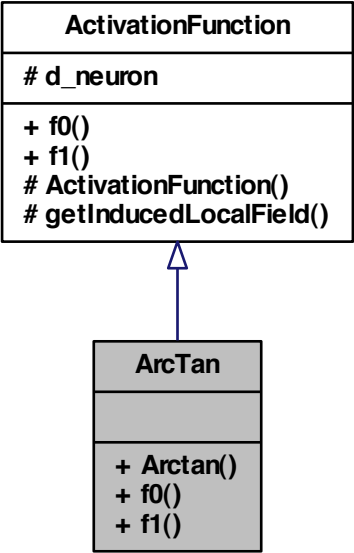 ActivationFunction
# d_neuron
+ f0()
+ f1()
# ActivationFunction()
# getInducedLocalField()
ArcTan
+ Arctan()
+ f0()
+ f1()